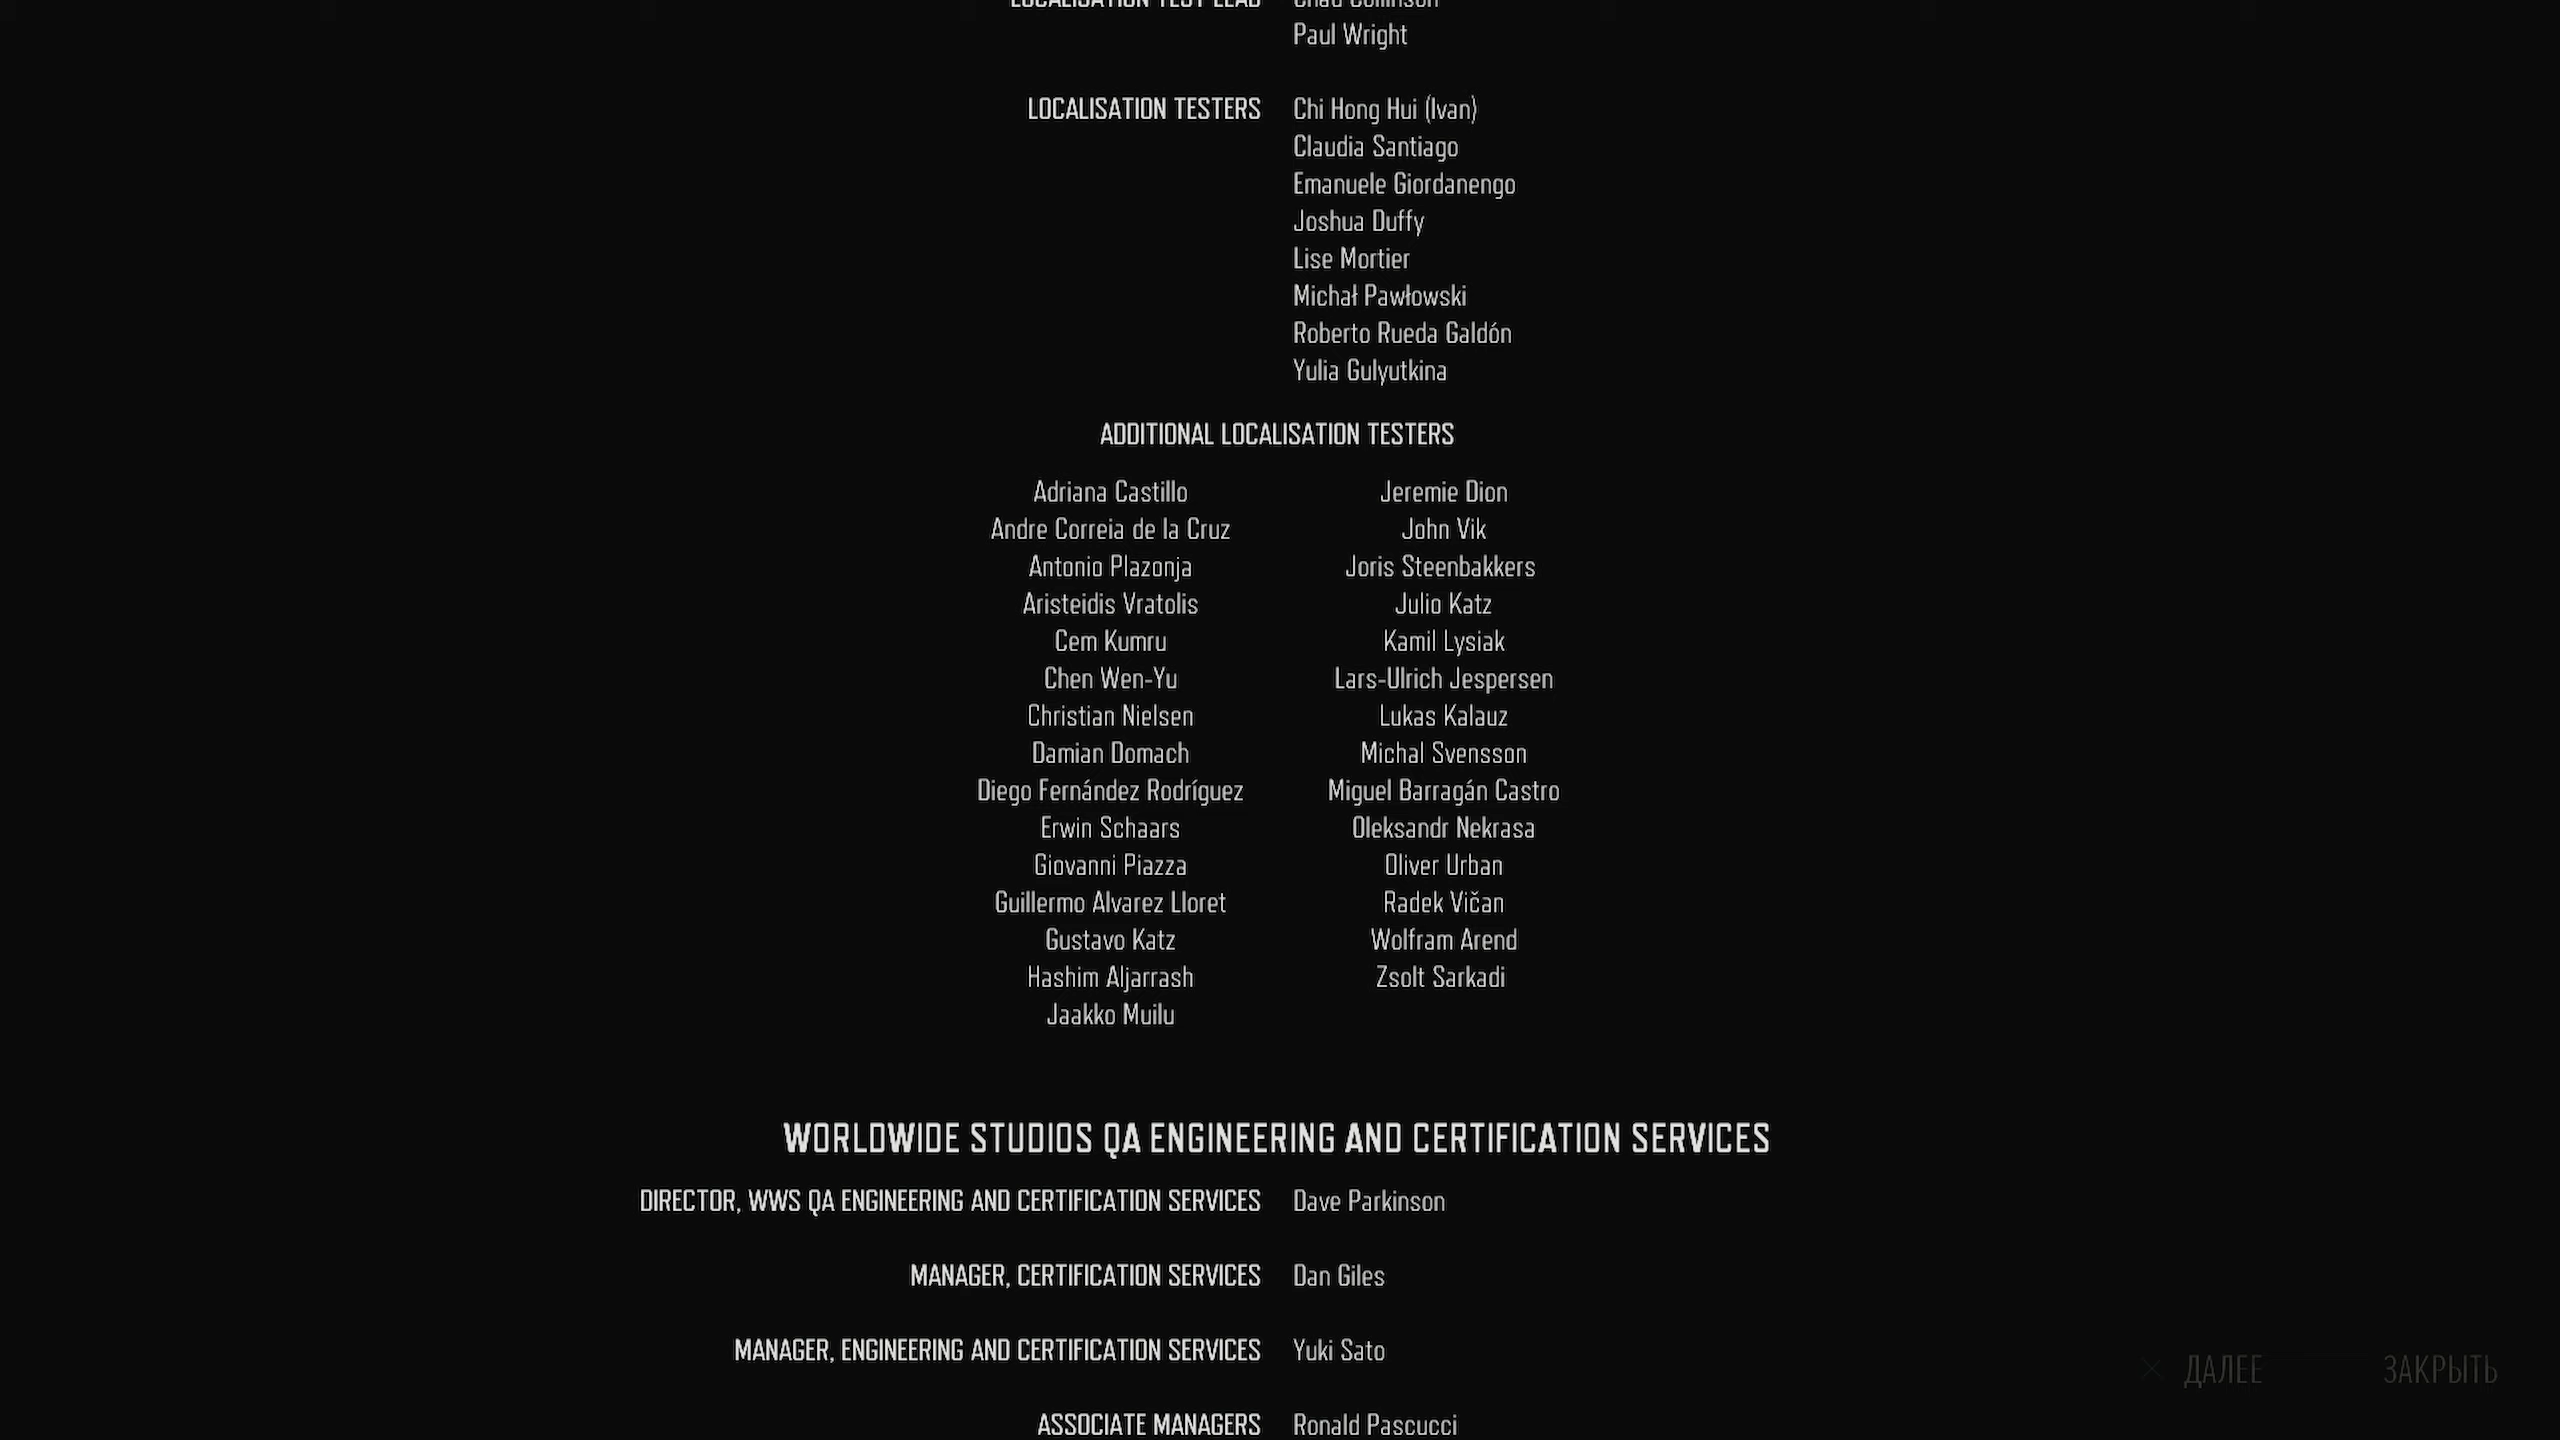 LOCALISATION TEST LEAD Chad Collinson
Paul Wright
LOCALISATION TESTERS Chi Hong Hui (Ivan)
Claudia Santiago
Emanuele Giordanengo
Joshua Duffy
Lise Mortier
Michał Pawłowski
Roberto Rueda Galdón
Yulia Gulyutkina
ADDITIONAL LOCALISATION TESTERS
Adriana Castillo Jeremie Dion
Andre Correia de la Cruz John Vik
Antonio Plazonja Joris Steenbakkers
Aristeidis Vratolis Julio Katz
Cem Kumru Kamil Lysiak
Chen Wen-Yu Lars-Ulrich Jespersen
Christian Nielsen Lukas Kalauz
Damian Domach Michal Svensson
Diego Fernández Rodríguez Miguel Barragán Castro
Erwin Schaars Oleksandr Nekrasa
Giovanni Piazza Oliver Urban
Guillermo Alvarez Lloret Radek Vičan
Gustavo Katz Wolfram Arend
Hashim Aljarrash Zsolt Sarkadi
Jaakko Muilu
WORLDWIDE STUDIOS QA ENGINEERING AND CERTIFICATION SERVICES
DIRECTOR, WWS QA ENGINEERING AND CERTIFICATION SERVICES Dave Parkinson
MANAGER, CERTIFICATION SERVICES Dan Giles
MANAGER, ENGINEERING AND CERTIFICATION SERVICES Yuki Sato
ДАЛЕЕ ЗАКРЫТЬ
ASSOCIATE MANAGERS Ronald Pascucci